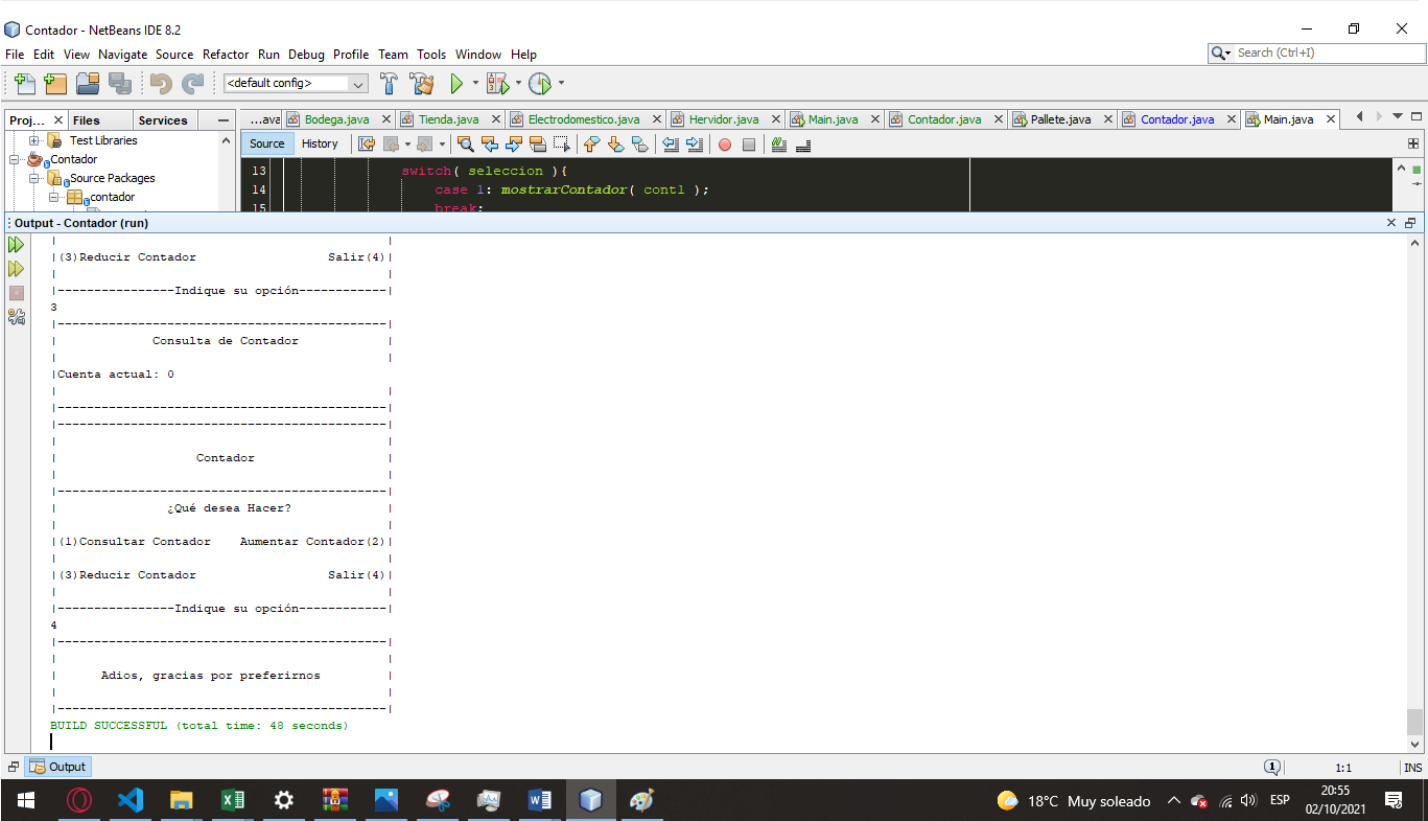 Contador - NetBeans IDE 8.2
File Edit View Navigate Source Refactor Run Debug Profile Team Tools Window Help
Search (Ctrl+I)
<default config>
Proj... Files Services
...ava Bodega.java Tienda.java Electrodomestico.java Hervidor.java Main.java Contador.java Pallete.java Contador.java Main.java
Test Libraries
Contador
Source Packages
contador
Source History
13 switch( seleccion ){
14 case 1: mostrarContador( cont1 );
15 break;
Output - Contador (run)
| |
|(3)Reducir Contador Salir(4)|
| |
|----------------Indique su opción------------|
3
|---------------------------------------------|
| Consulta de Contador |
| |
|Cuenta actual: 0
| |
|---------------------------------------------|
|---------------------------------------------|
| |
| Contador |
| |
|---------------------------------------------|
| ¿Qué desea Hacer? |
| |
|(1)Consultar Contador Aumentar Contador(2)|
| |
|(3)Reducir Contador Salir(4)|
| |
|----------------Indique su opción------------|
4
|---------------------------------------------|
| |
| Adios, gracias por preferirnos |
| |
|---------------------------------------------|
BUILD SUCCESSFUL (total time: 48 seconds)
Output
1
1:1
INS
18°C Muy soleado
ESP
20:55
02/10/2021